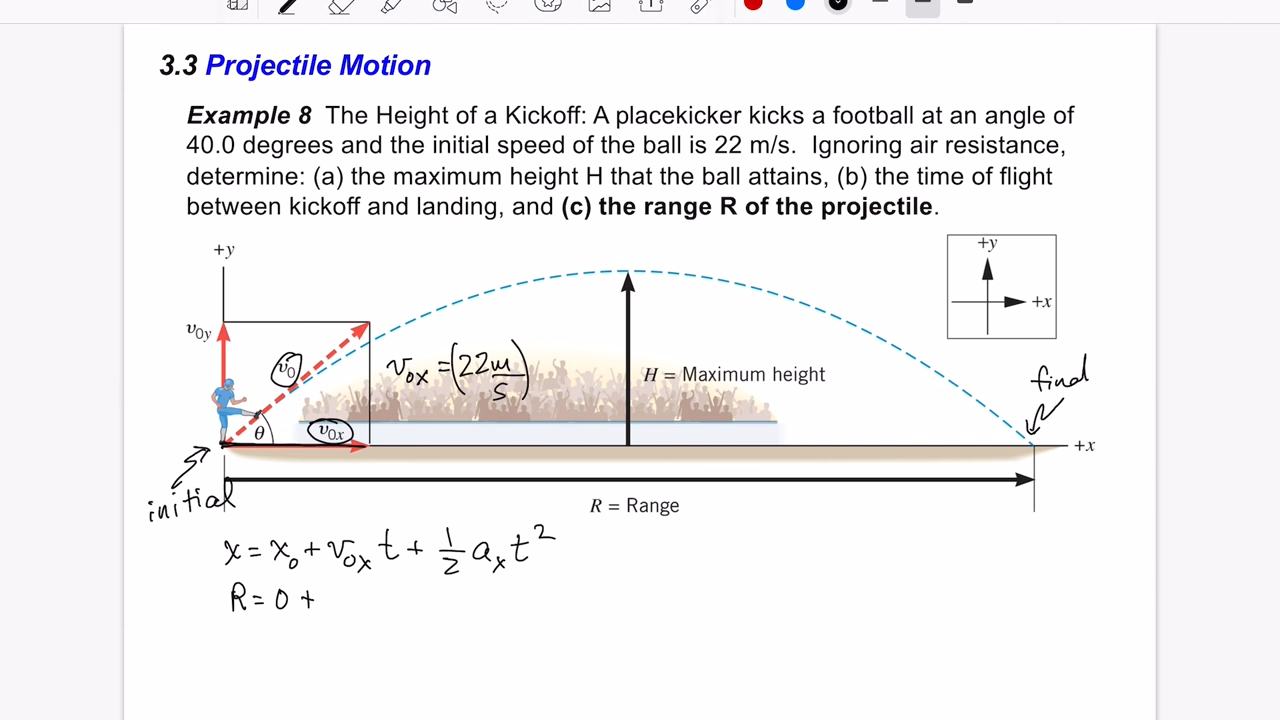 3.3 Projectile Motion
Example 8 The Height of a Kickoff: A placekicker kicks a football at an angle of
40.0 degrees and the initial speed of the ball is 22 m/s. Ignoring air resistance,
determine: (a) the maximum height H that the ball attains, (b) the time of flight
between kickoff and landing, and (c) the range R of the projectile.
+y
+y
+x
v0y
v0
v0x = (22 m/s)
H = Maximum height
final
θ
v0x
+x
initial
R = Range
x = x₀ + v₀ₓ t + 1/2 aₓ t²
R = 0 +